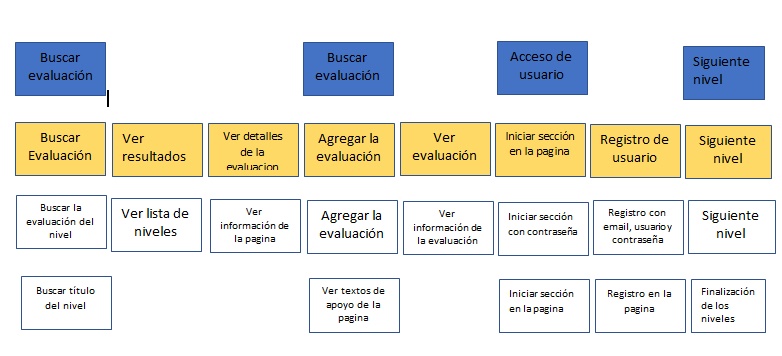 Buscar
evaluación
Buscar
evaluación
Acceso de
usuario
Siguiente
nivel
Buscar
Evaluación
Ver
resultados
Ver detalles
de la
evaluacion
Agregar la
evaluación
Ver
evaluación
Iniciar sección
en la pagina
Registro de
usuario
Siguiente
nivel
Buscar la
evaluación del
nivel
Ver lista de
niveles
Ver
información de
la pagina
Agregar la
evaluación
Ver
información de
la evaluación
Iniciar sección
con contraseña
Registro con
email, usuario y
contraseña
Siguiente
nivel
Buscar título
del nivel
Ver textos de
apoyo de la
pagina
Iniciar sección
en la pagina
Registro en la
pagina
Finalización
de los
niveles